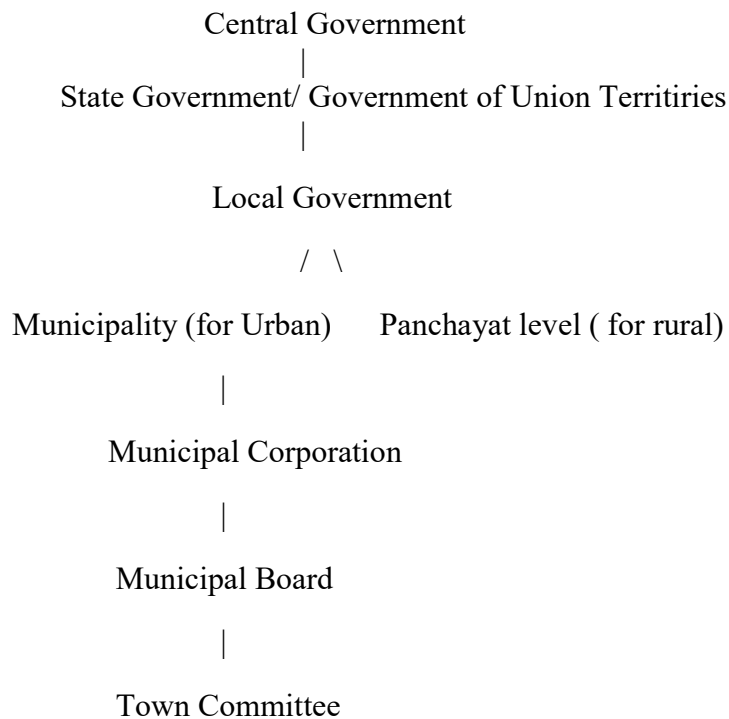 Central Government
|
State Government/ Government of Union Territiries
|
Local Government
/ \
Municipality (for Urban) Panchayat level ( for rural)
|
Municipal Corporation
|
Municipal Board
|
Town Committee